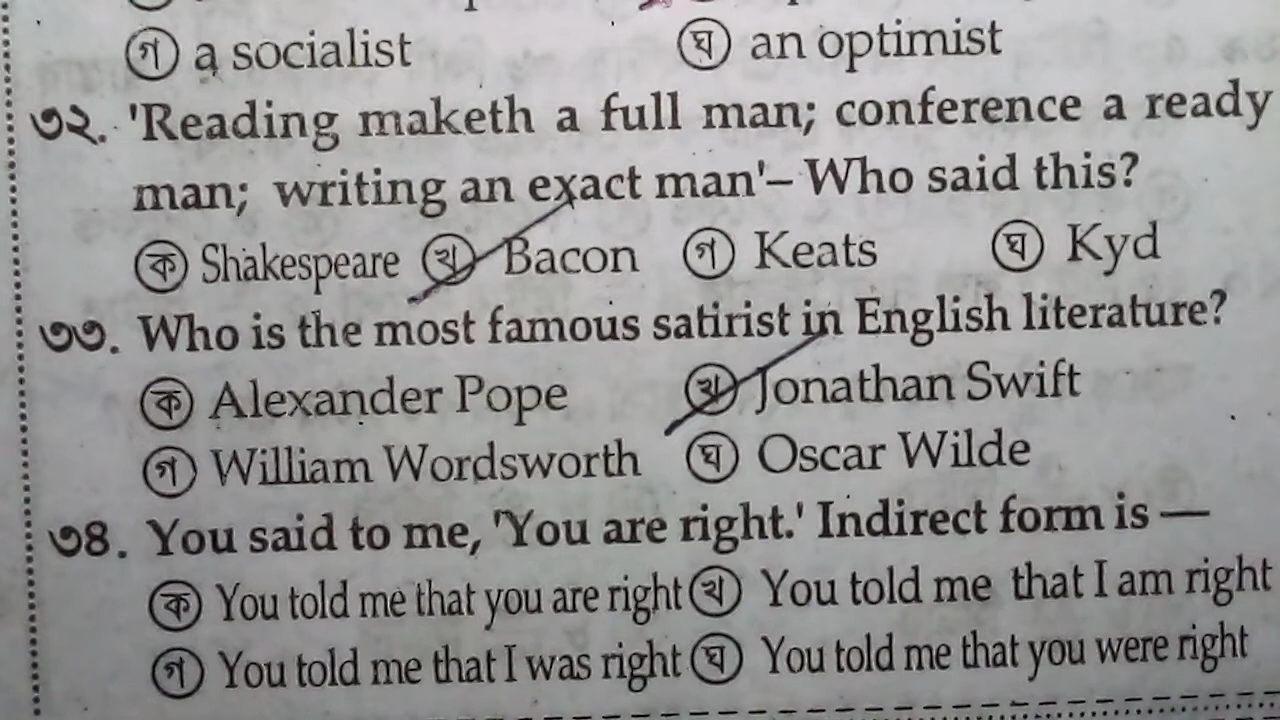 গ a socialist ঘ an optimist
৩২. 'Reading maketh a full man; conference a ready
man; writing an exact man'– Who said this?
ক Shakespeare খ Bacon গ Keats ঘ Kyd
৩৩. Who is the most famous satirist in English literature?
ক Alexander Pope খ Jonathan Swift
গ William Wordsworth ঘ Oscar Wilde
৩৪. You said to me, 'You are right.' Indirect form is —
ক You told me that you are right খ You told me that I am right
গ You told me that I was right ঘ You told me that you were right